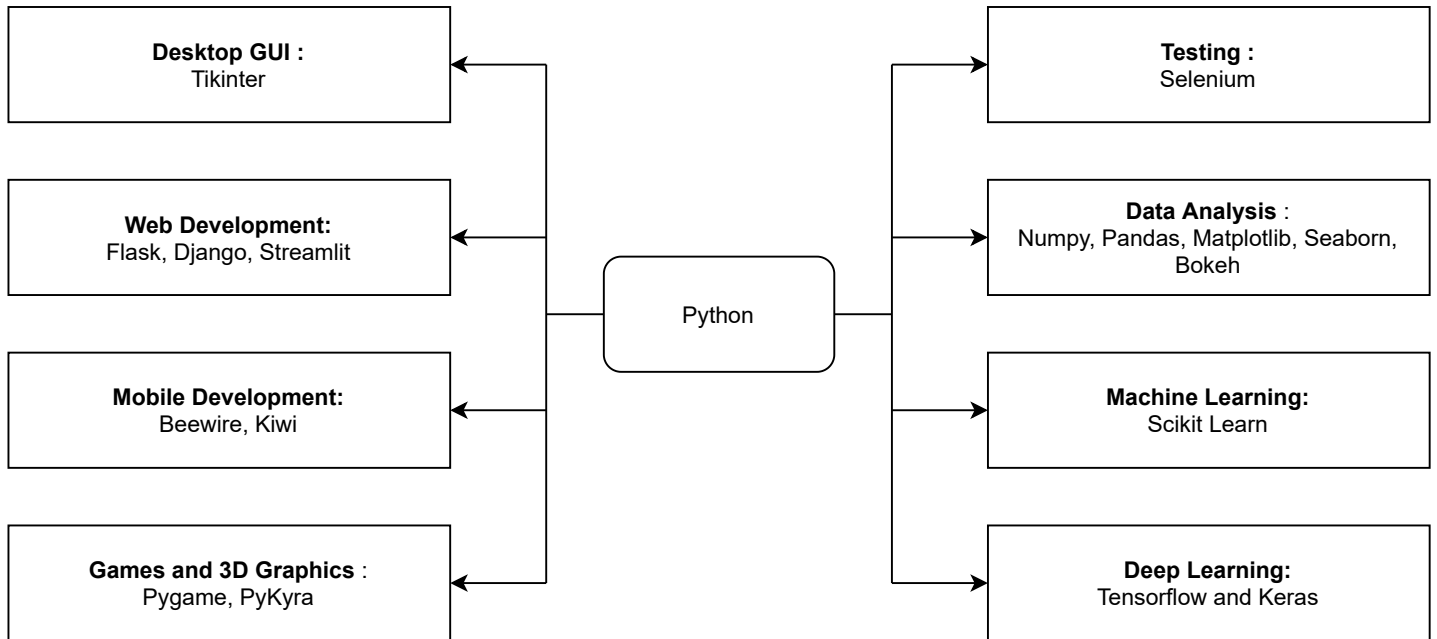 Desktop GUI :
Tikinter
Web Development:
Flask, Django, Streamlit
Mobile Development:
Beewire, Kiwi
Games and 3D Graphics :
Pygame, PyKyra
Python
Testing :
Selenium
Data Analysis :
Numpy, Pandas, Matplotlib, Seaborn,
Bokeh
Machine Learning:
Scikit Learn
Deep Learning:
Tensorflow and Keras